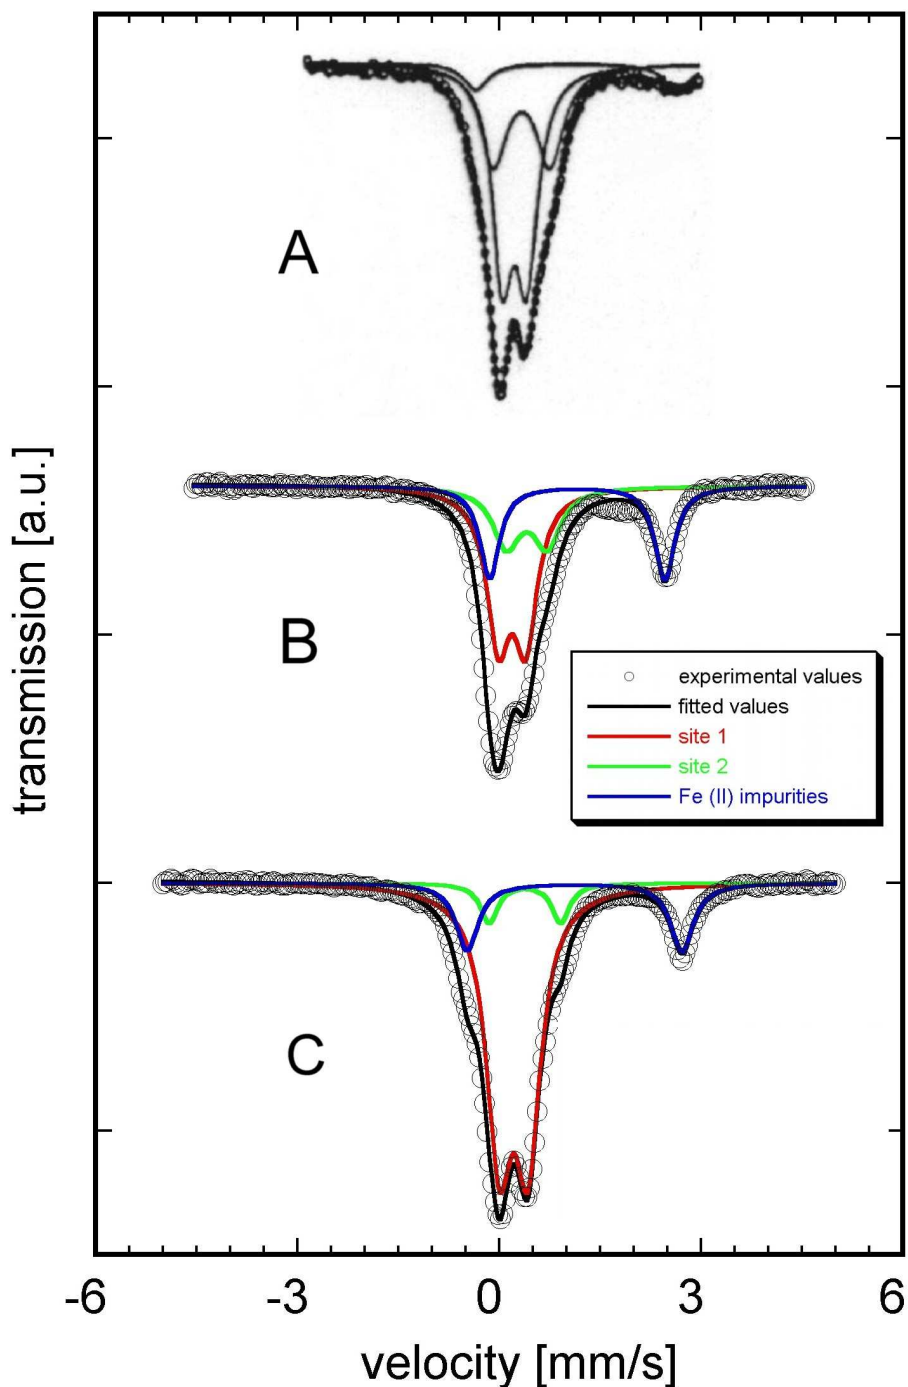 A
B
C
transmission [a.u.]
experimental values
fitted values
site 1
site 2
Fe (II) impurities
-6 -3 0 3 6
velocity [mm/s]